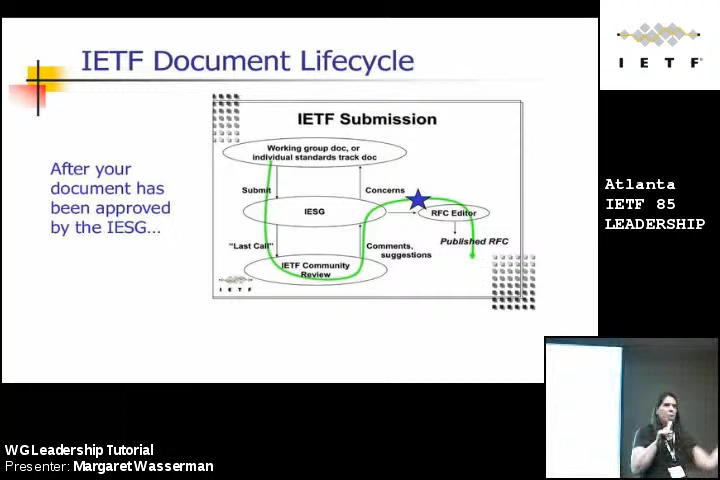 IETF Document Lifecycle
After your
document has
been approved
by the IESG...
IETF Submission
Working group doc, or
individual standards track doc
Submit
Concerns
IESG
RFC Editor
Published RFC
"Last Call"
Comments,
suggestions
IETF Community
Review
I E T F
I E T F
Atlanta
IETF 85
LEADERSHIP
WG Leadership Tutorial
Presenter: Margaret Wasserman